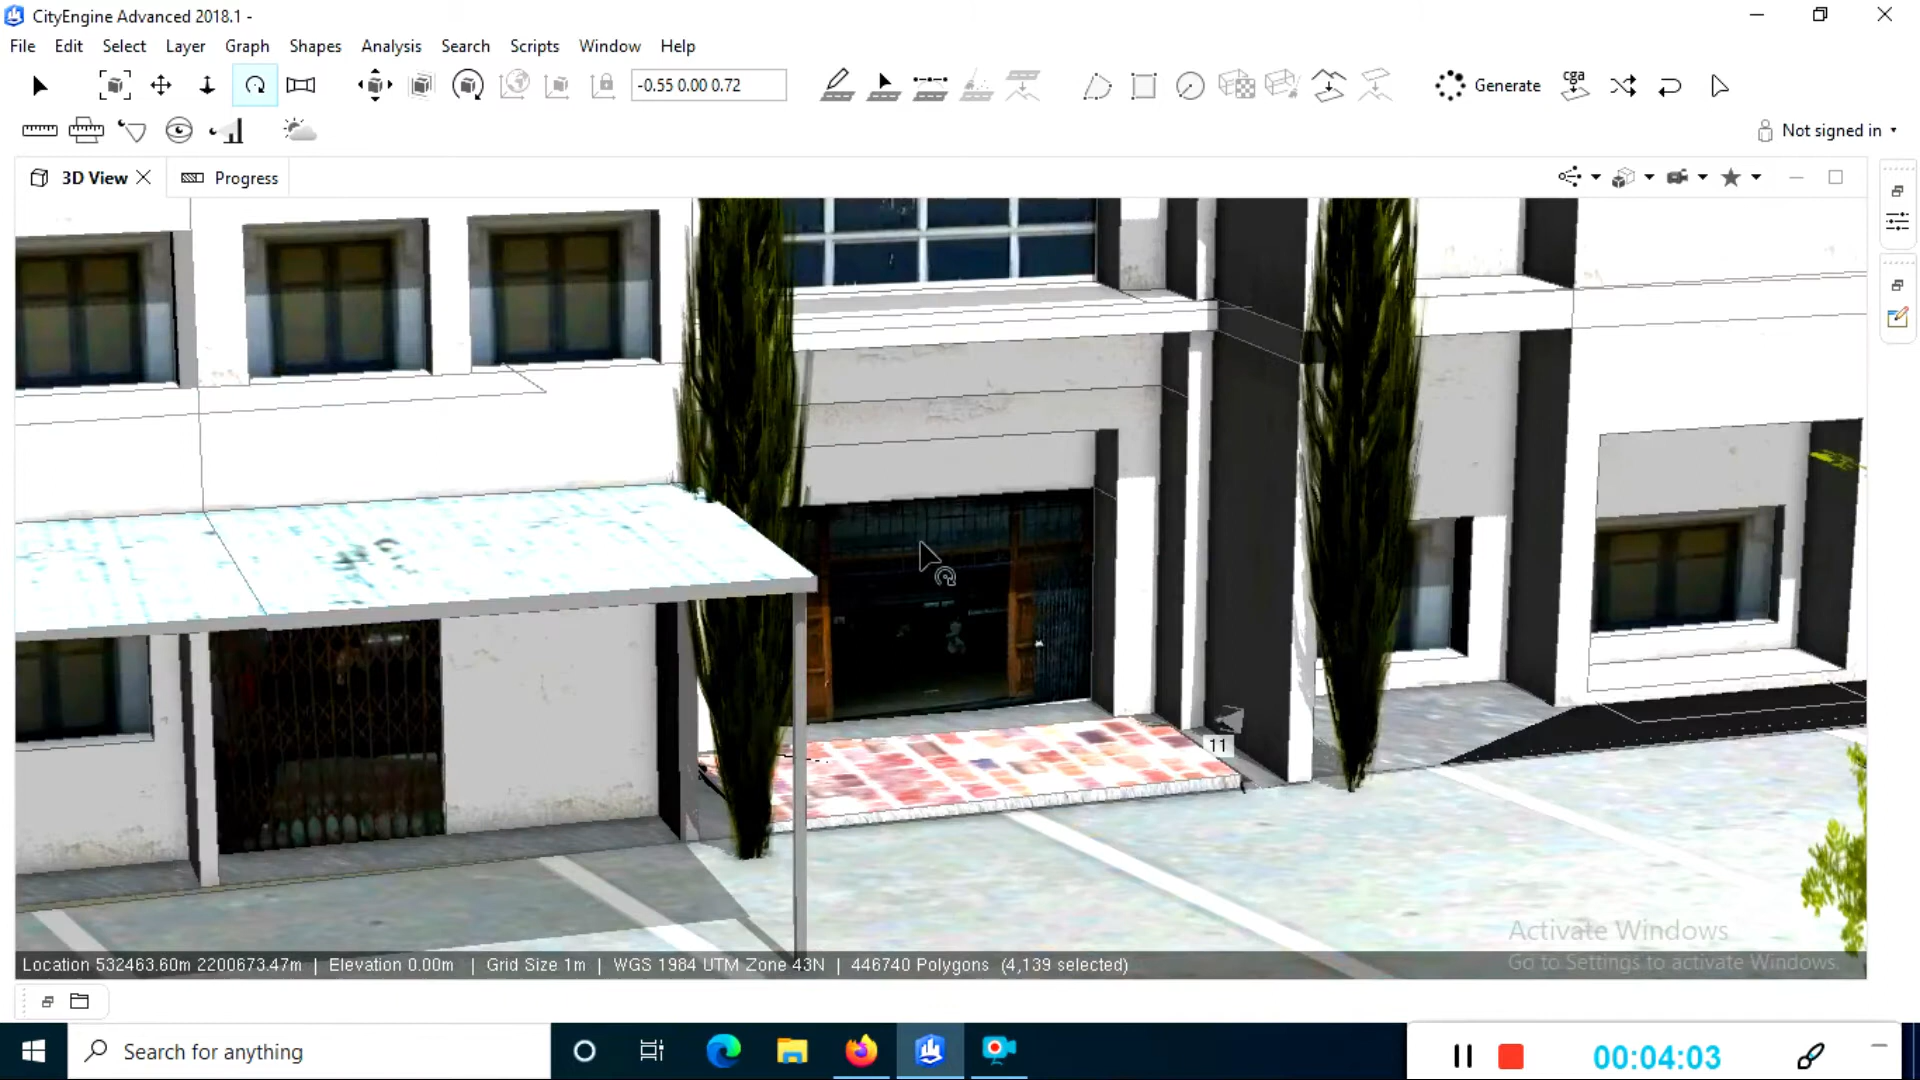 CityEngine Advanced 2018.1 -
File Edit Select Layer Graph Shapes Analysis Search Scripts Window Help
-0.55 0.00 0.72
Generate
cga
Not signed in
3D View
Progress
11
Activate Windows
Go to Settings to activate Windows.
Location 532463.60m 2200673.47m | Elevation 0.00m | Grid Size 1m | WGS 1984 UTM Zone 43N | 446740 Polygons (4,139 selected)
Search for anything
00:04:03